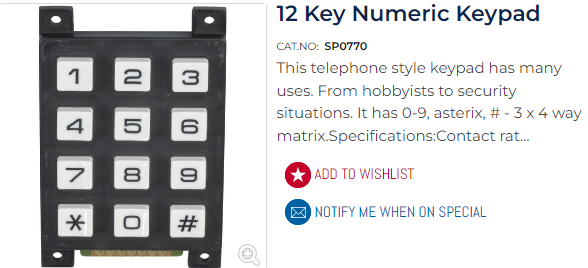 1 2 3
4 5 6
7 8 9
* 0 #
12 Key Numeric Keypad
CAT.NO: SP0770
This telephone style keypad has many
uses. From hobbyists to security
situations. It has 0-9, asterix, # - 3 x 4 way
matrix.Specifications:Contact rat...
ADD TO WISHLIST
NOTIFY ME WHEN ON SPECIAL